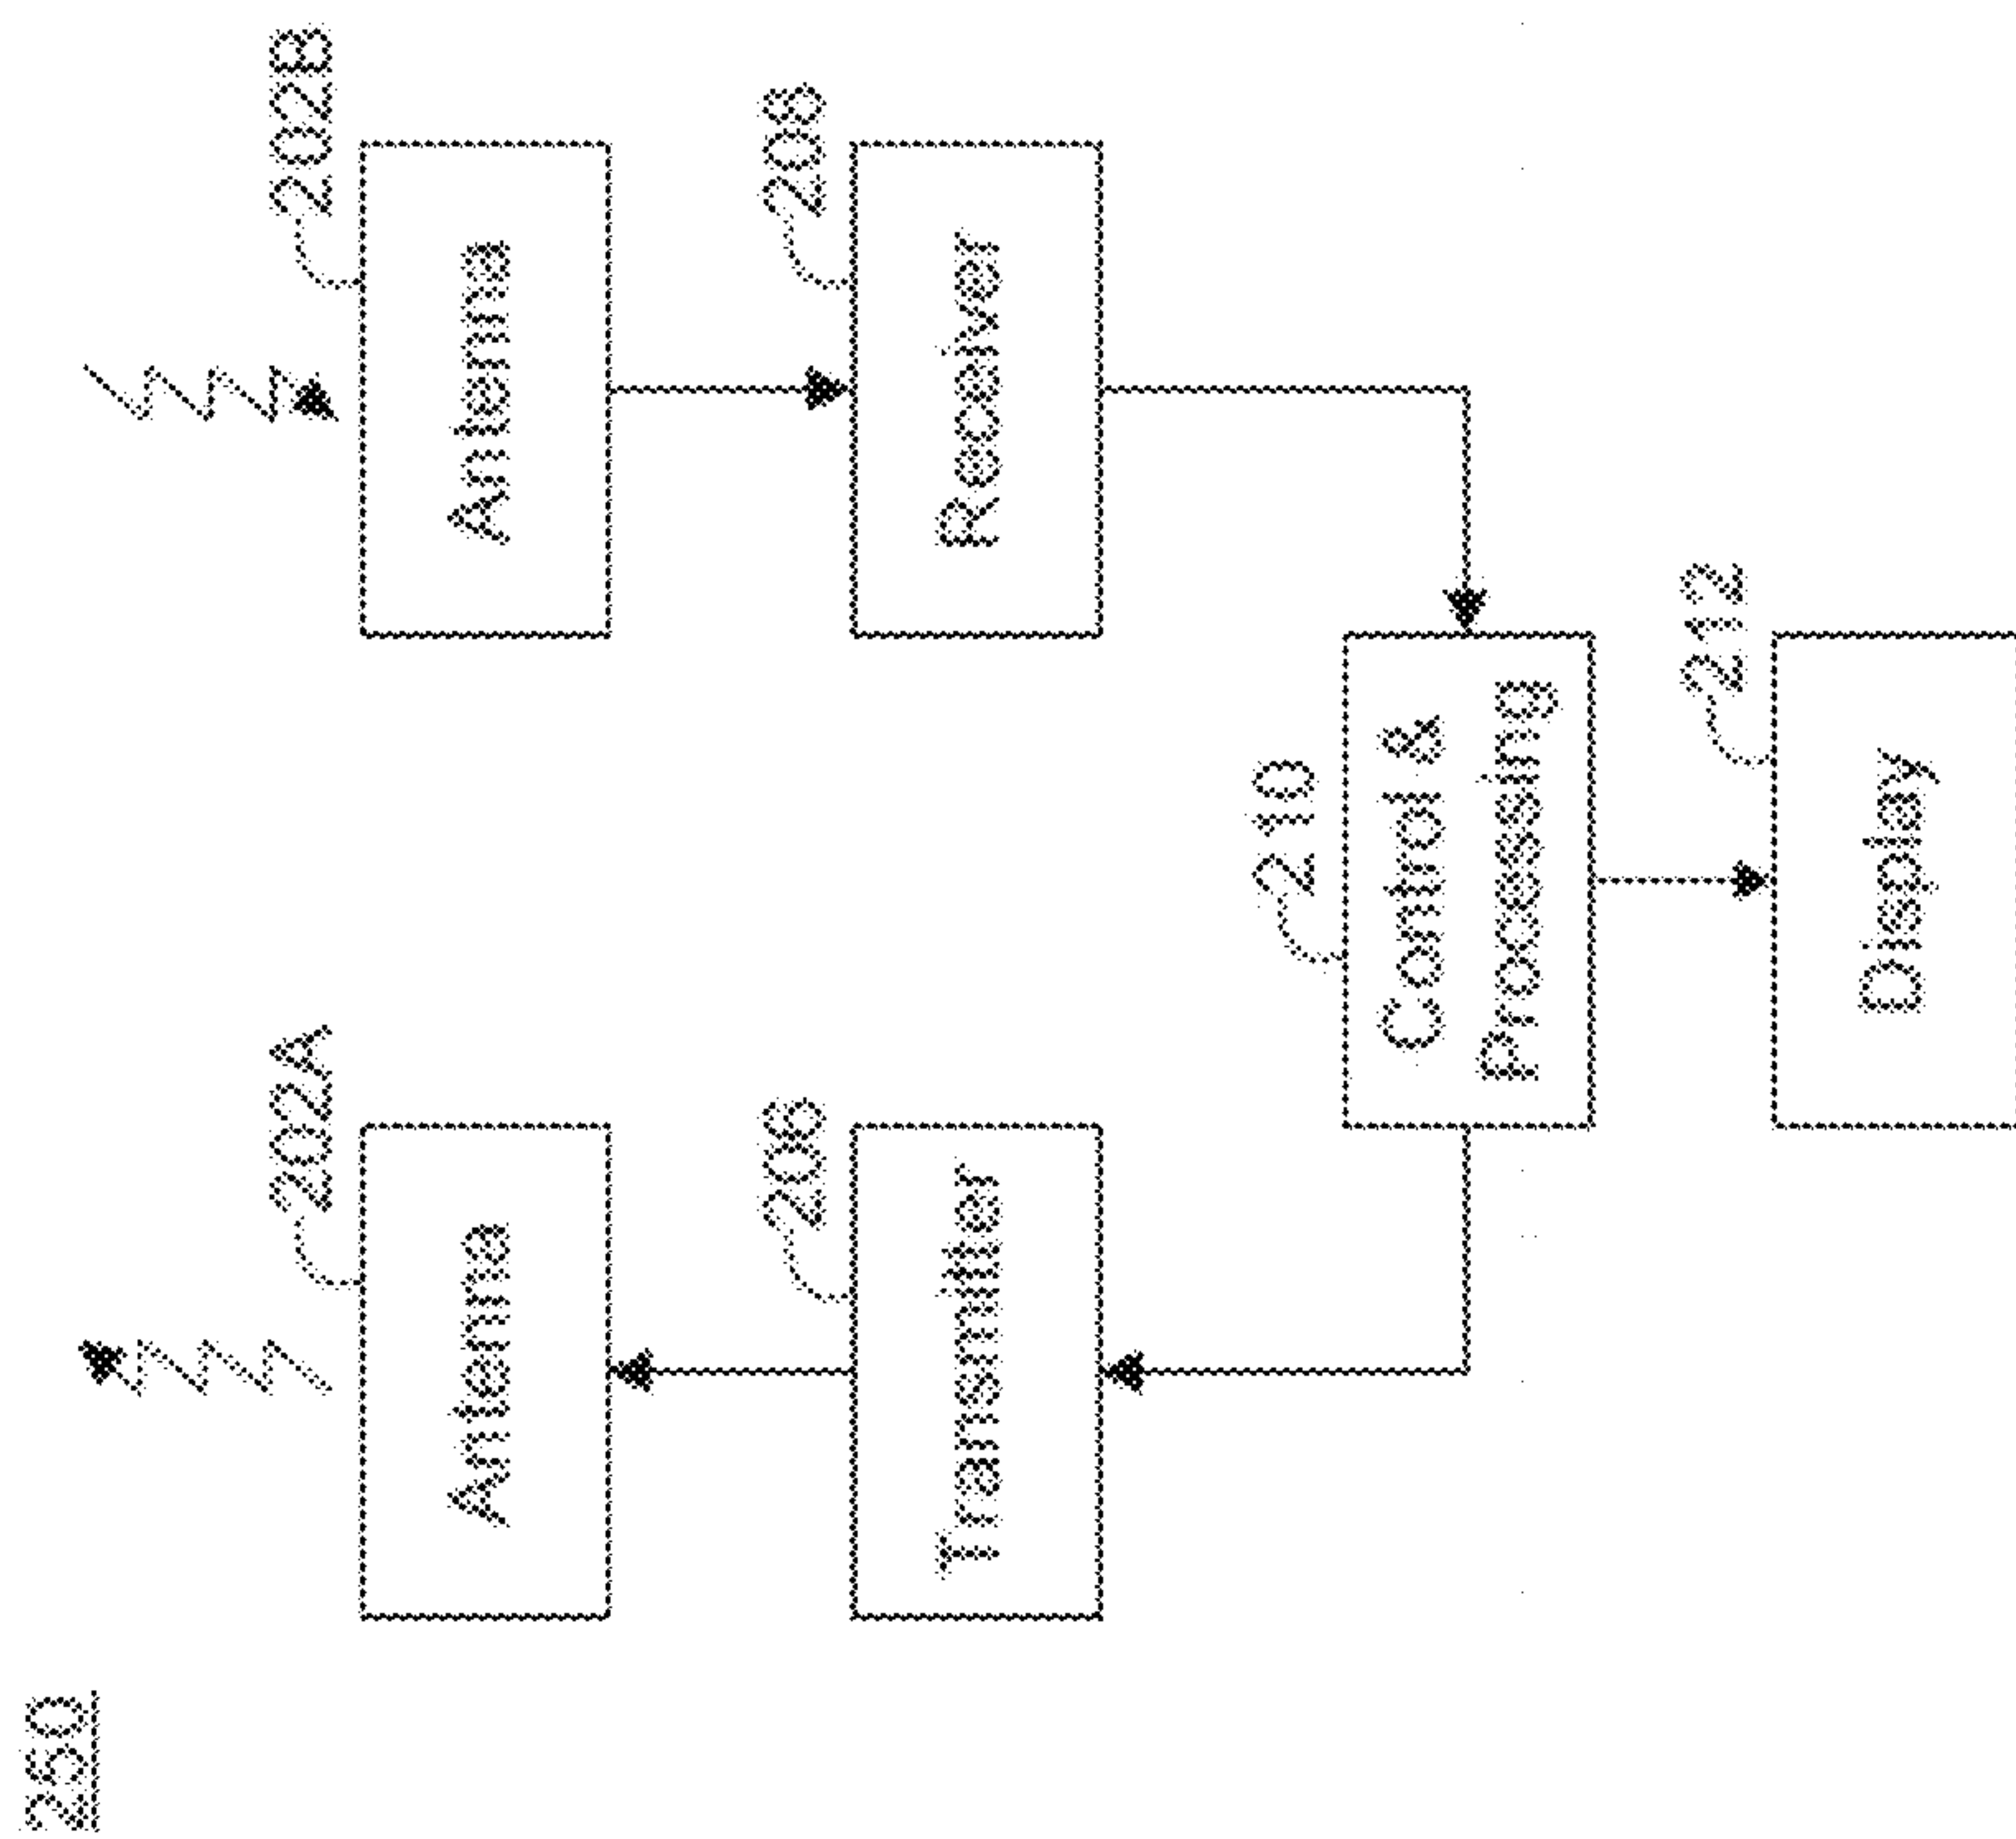 250
202A
Antenna
202B
Antenna
206
Transmitter
208
Receiver
210
Control &
Processing
212
Display